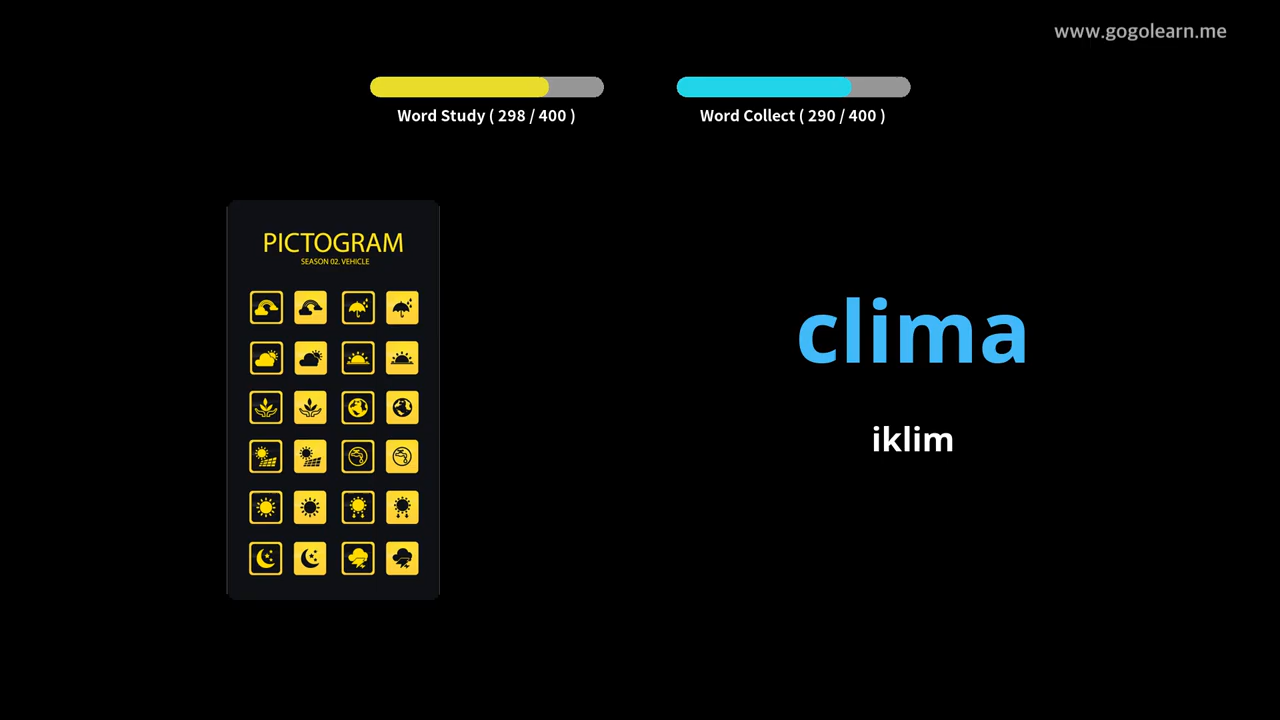 www.gogolearn.me
Word Study ( 298 / 400 )
Word Collect ( 290 / 400 )
PICTOGRAM
SEASON 02. VEHICLE
clima
iklim